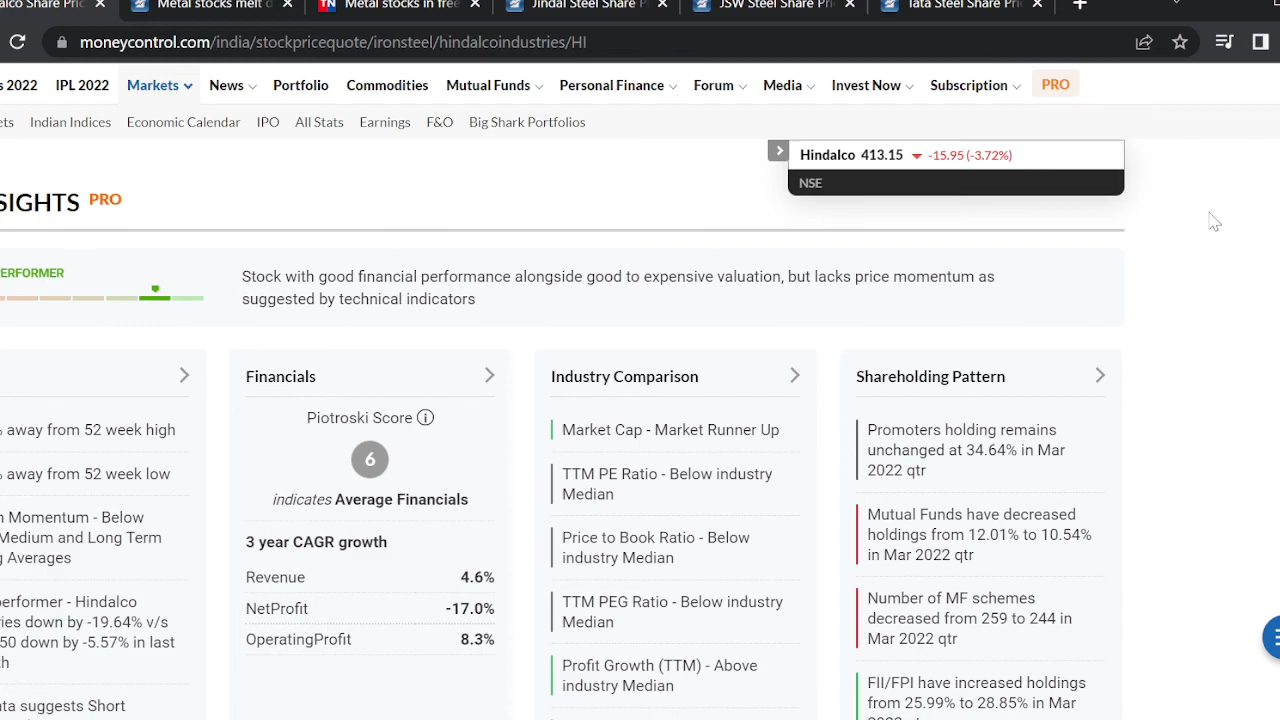 alco Share Pric
Metal stocks melt d
TN Metal stocks in free
Jindal Steel Share P
JSW Steel Share Pric
Tata Steel Share Pri
moneycontrol.com/india/stockpricequote/ironsteel/hindalcoindustries/HI
s 2022 IPL 2022 Markets News Portfolio Commodities Mutual Funds Personal Finance Forum Media Invest Now Subscription PRO
ets Indian Indices Economic Calendar IPO All Stats Earnings F&O Big Shark Portfolios
Hindalco 413.15 -15.95 (-3.72%)
NSE
SIGHTS PRO
ERFORMER
Stock with good financial performance alongside good to expensive valuation, but lacks price momentum as
suggested by technical indicators
% away from 52 week high
% away from 52 week low
n Momentum - Below
Medium and Long Term
g Averages
erformer - Hindalco
ries down by -19.64% v/s
50 down by -5.57% in last
th
ata suggests Short
Financials
Piotroski Score
6
indicates Average Financials
3 year CAGR growth
Revenue 4.6%
NetProfit -17.0%
OperatingProfit 8.3%
Industry Comparison
Market Cap - Market Runner Up
TTM PE Ratio - Below industry
Median
Price to Book Ratio - Below
industry Median
TTM PEG Ratio - Below industry
Median
Profit Growth (TTM) - Above
industry Median
Shareholding Pattern
Promoters holding remains
unchanged at 34.64% in Mar
2022 qtr
Mutual Funds have decreased
holdings from 12.01% to 10.54%
in Mar 2022 qtr
Number of MF schemes
decreased from 259 to 244 in
Mar 2022 qtr
FII/FPI have increased holdings
from 25.99% to 28.85% in Mar
2022 qtr